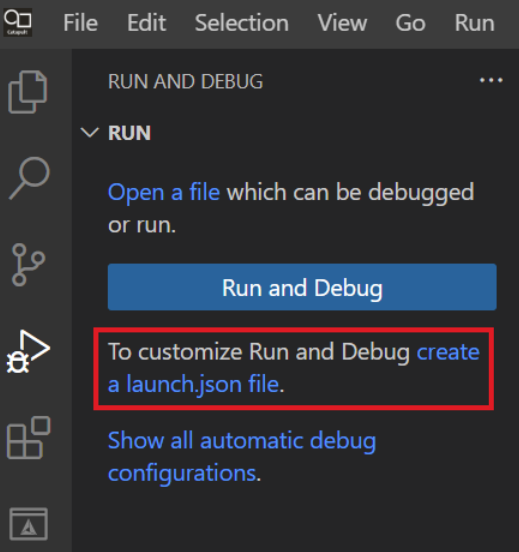 File Edit Selection View Go Run
RUN AND DEBUG
RUN
Open a file which can be debugged
or run.
Run and Debug
To customize Run and Debug create
a launch.json file.
Show all automatic debug
configurations.